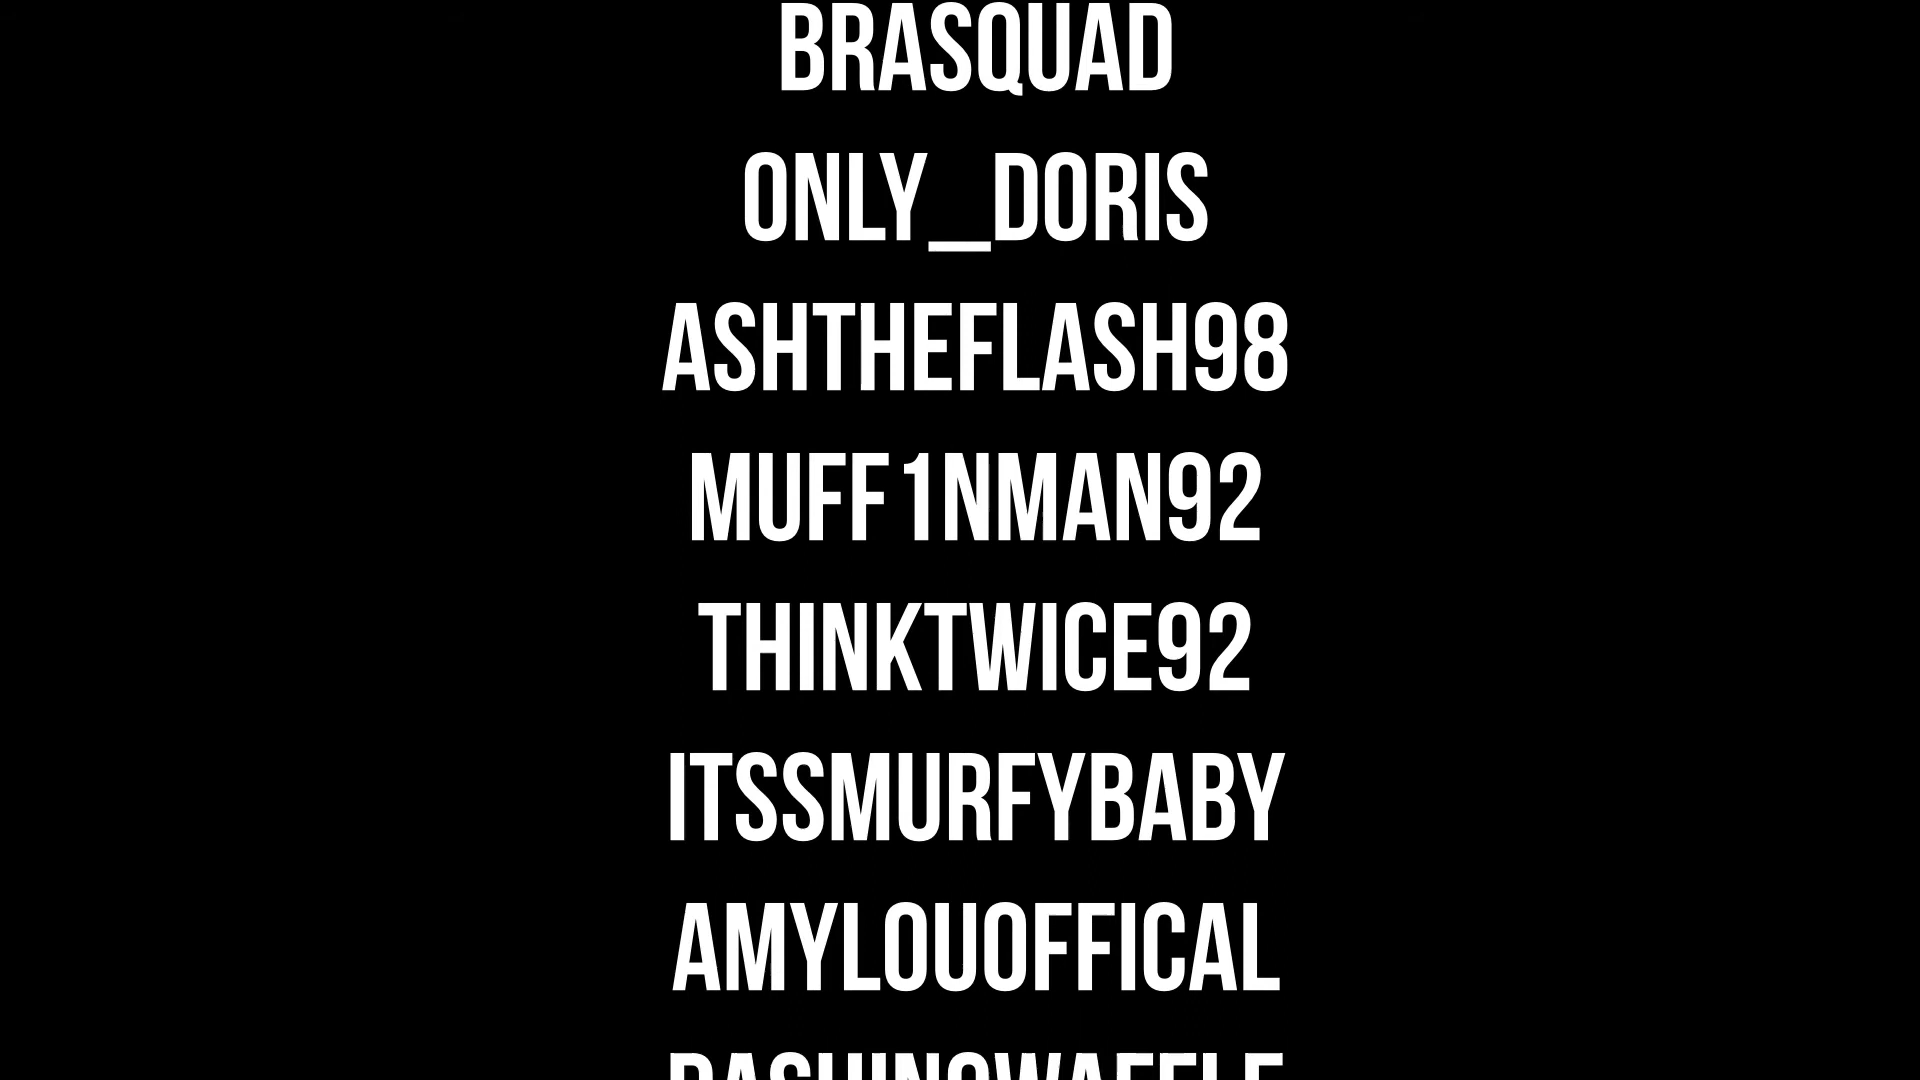 BRASQUAD
ONLY_DORIS
ASHTHEFLASH98
MUFF1NMAN92
THINKTWICE92
ITSSMURFYBABY
AMYLOUOFFICAL